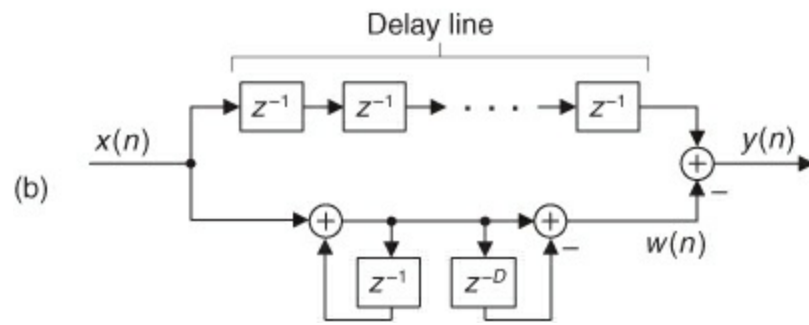 Delay line
z⁻¹ z⁻¹ · · · z⁻¹
x(n) y(n)
+
−
(b)
+ + −
w(n)
z⁻¹ z⁻ᴰ